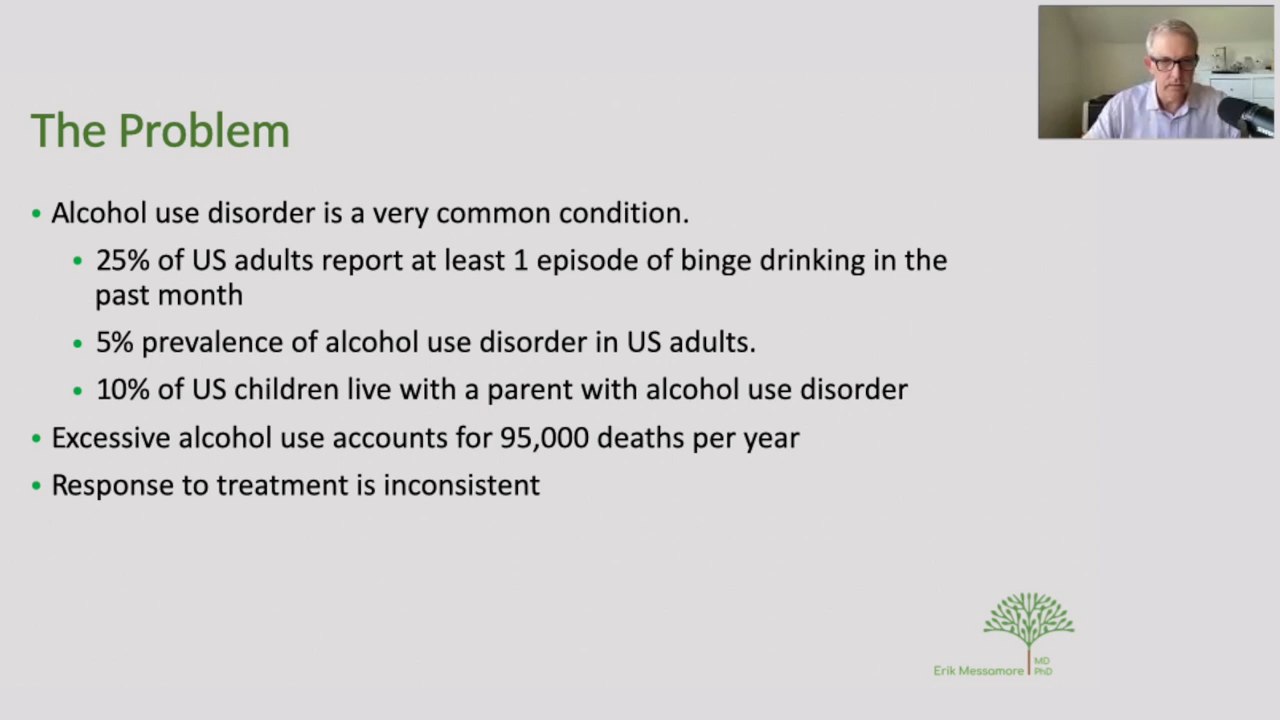 The Problem
• Alcohol use disorder is a very common condition.
• 25% of US adults report at least 1 episode of binge drinking in the
past month
• 5% prevalence of alcohol use disorder in US adults.
• 10% of US children live with a parent with alcohol use disorder
• Excessive alcohol use accounts for 95,000 deaths per year
• Response to treatment is inconsistent
Erik Messamore
MD
PhD